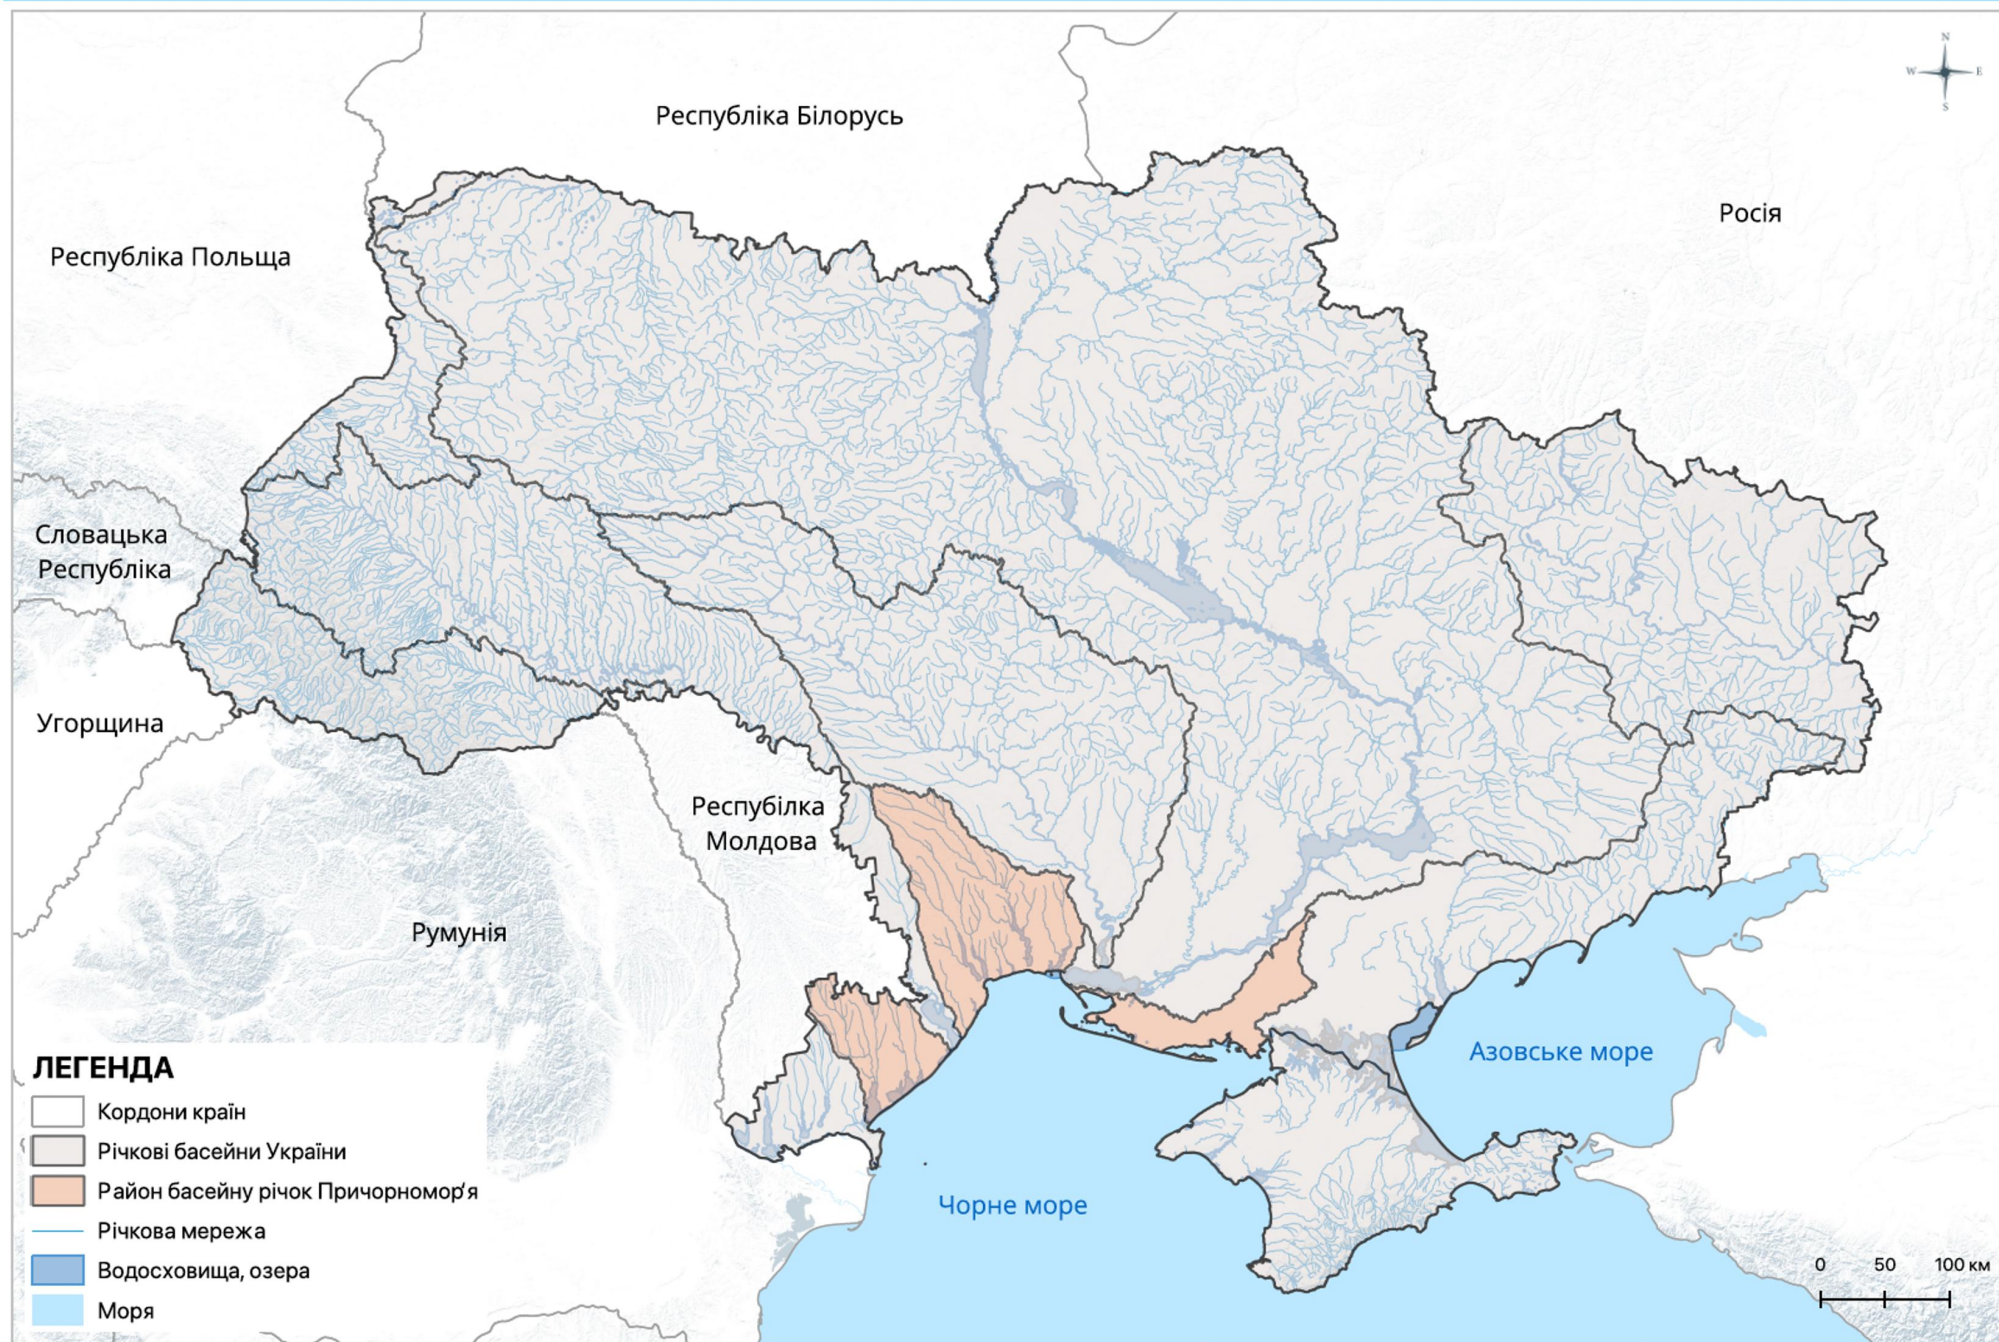 N
W E
S
Республіка Білорусь
Росія
Республіка Польща
Словацька
Республіка
Угорщина
Респубілка
Молдова
Румунія
Азовське море
Чорне море
ЛЕГЕНДА
Кордони країн
Річкові басейни України
Район басейну річок Причорномор'я
Річкова мережа
Водосховища, озера
Моря
0 50 100 км